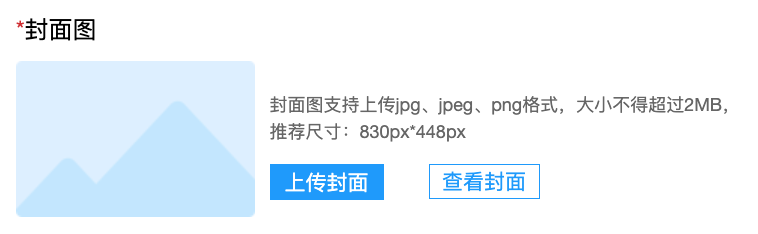 *封面图
封面图支持上传jpg、jpeg、png格式，大小不得超过2MB，
推荐尺寸：830px*448px
上传封面
查看封面